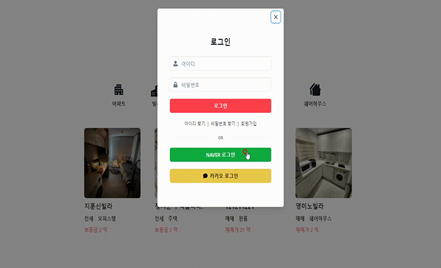 X
로그인
아이디
비밀번호
로그인
아이디 찾기 | 비밀번호 찾기 | 회원가입
OR
NAVER 로그인
카카오 로그인
아파트
쉐어하우스
지훈신빌라
전세 오피스텔
보증금 2 억
전세 주택
보증금 2 억
매매 원룸
매매가 21 억
영미노빌라
매매 쉐어하우스
매매가 2 억